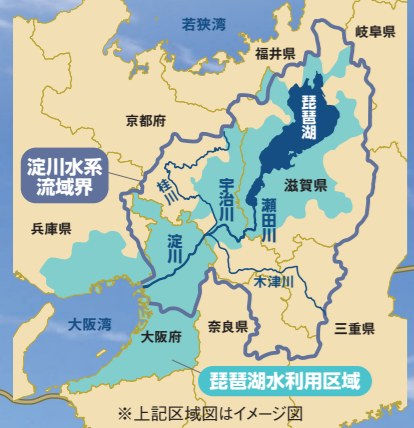 若狭湾
岐阜県
福井県
琵琶湖
京都府
淀川水系
流域界
桂川
宇治川
滋賀県
瀬田川
兵庫県
淀川
木津川
大阪湾
大阪府
奈良県
三重県
琵琶湖水利用区域
※上記区域図はイメージ図